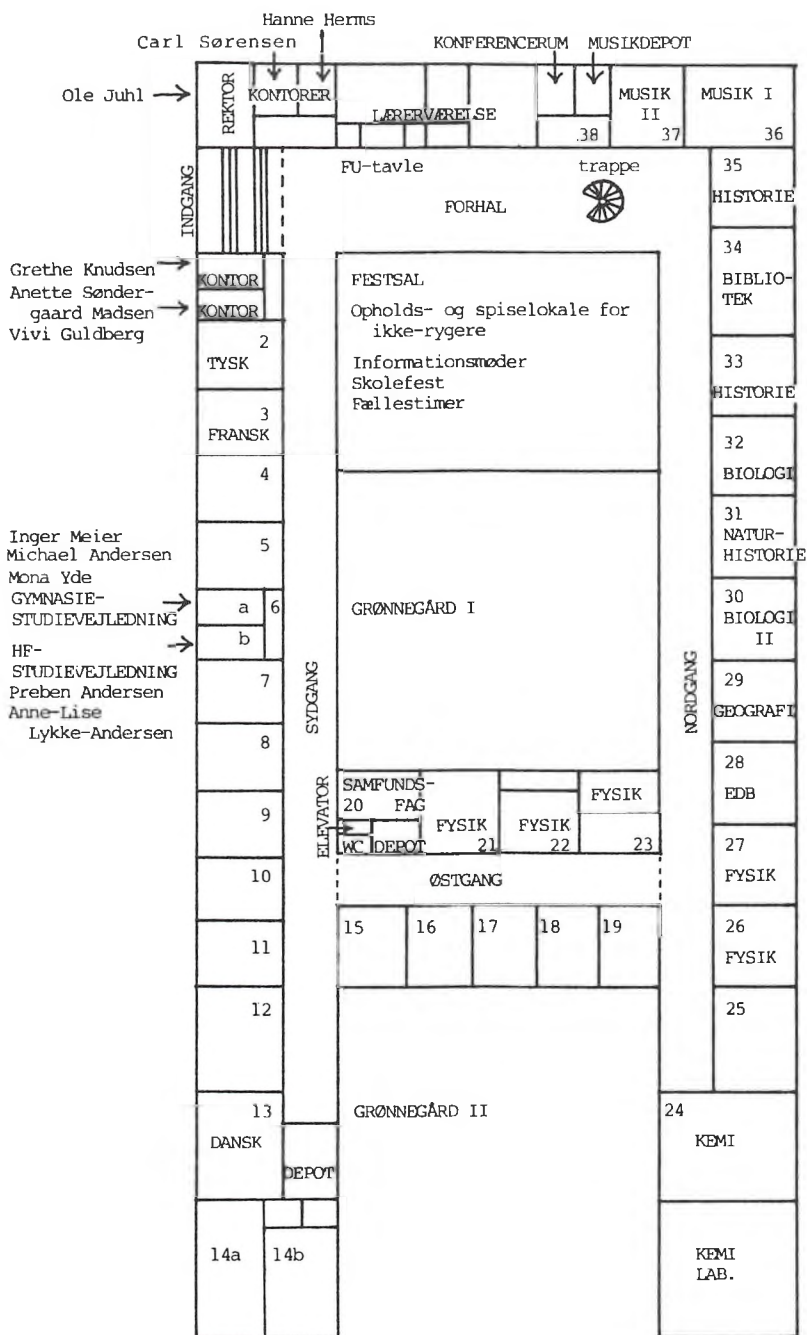 Hanne Herms
Carl Sørensen
KONFERENCERUM MUSIKDEPOT
Ole Juhl
REKTOR
KONTORER
LÆRERVÆRELSE
38
MUSIK
II
37
MUSIK I
36
INDGANG
FU-tavle
trappe
FORHAL
35
HISTORIE
Grethe Knudsen
Anette Sønder-
gaard Madsen
Vivi Guldberg
KONTOR
KONTOR
2
TYSK
3
FRANSK
4
5
FESTSAL
Opholds- og spiselokale for
ikke-rygere
Informationsmøder
Skolefest
Fællestimer
34
BIBLIO-
TEK
33
HISTORIE
32
BIOLOGI
31
NATUR-
HISTORIE
Inger Meier
Michael Andersen
Mona Yde
GYMNASIE-
STUDIEVEJLEDNING
HF-
STUDIEVEJLEDNING
Preben Andersen
Anne-Lise
Lykke-Andersen
a
6
b
7
8
9
10
11
12
13
DANSK
DEPOT
14a
14b
SYDGANG
GRØNNEGÅRD I
NORDGANG
30
BIOLOGI
II
29
GEOGRAFI
28
EDB
27
FYSIK
26
FYSIK
25
ELEVATOR
SAMFUNDS-
20 FAG
WC
DEPOT
FYSIK
21
FYSIK
22
FYSIK
23
ØSTGANG
15
16
17
18
19
GRØNNEGÅRD II
24
KEMI
KEMI
LAB.